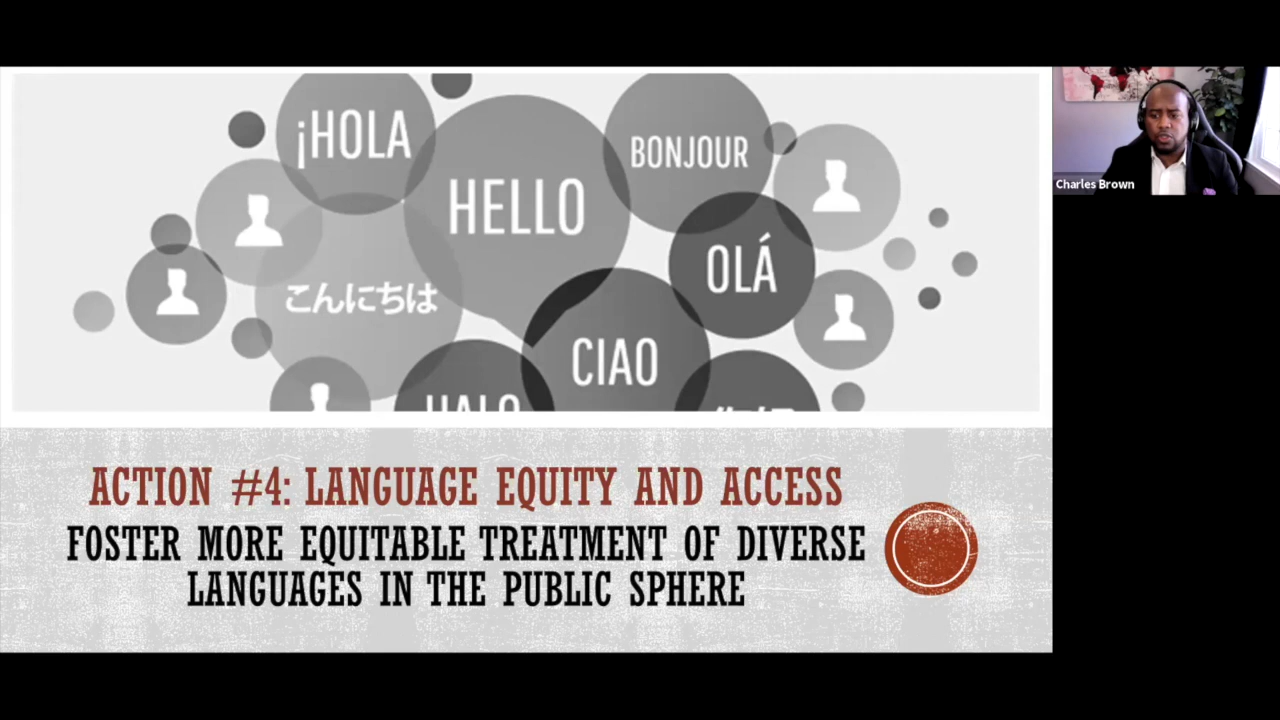 ¡HOLA
BONJOUR
HELLO
OLÁ
こんにちは
CIAO
HALO
Charles Brown
ACTION #4: LANGUAGE EQUITY AND ACCESS
FOSTER MORE EQUITABLE TREATMENT OF DIVERSE
LANGUAGES IN THE PUBLIC SPHERE